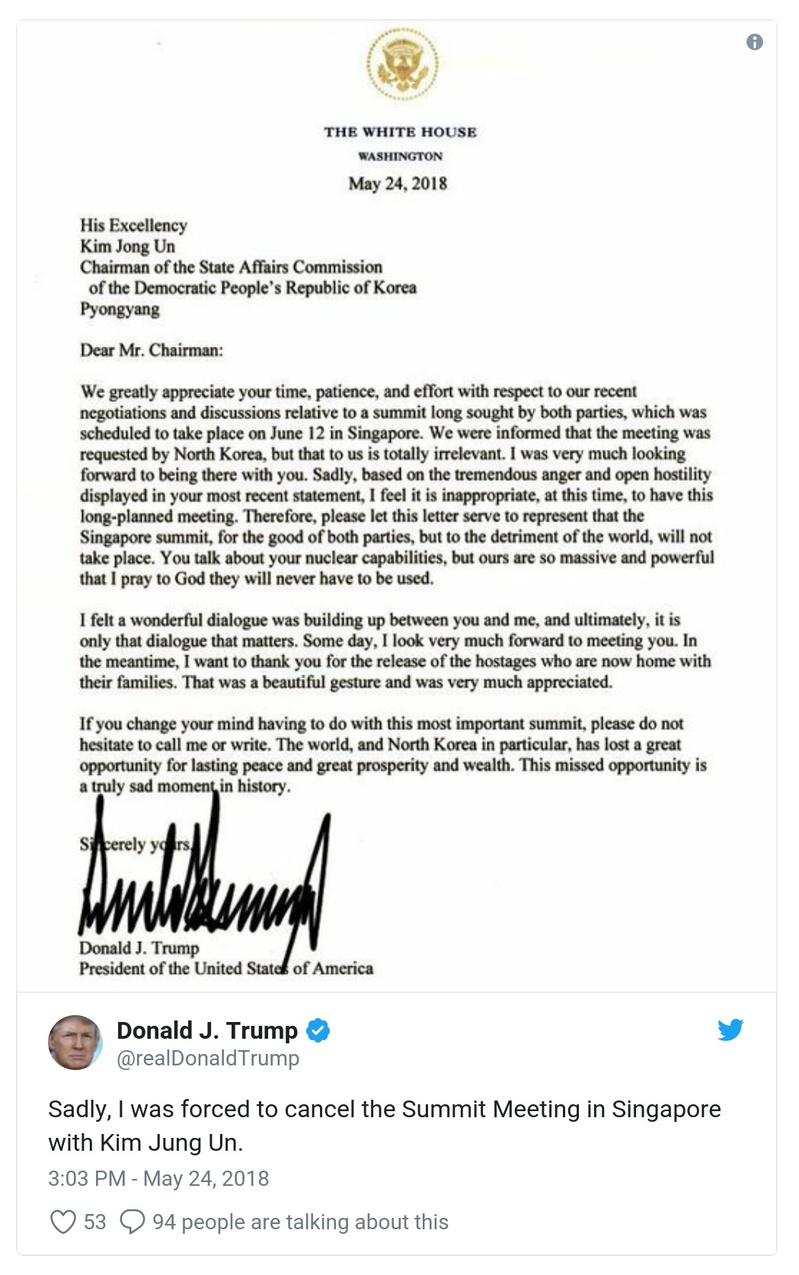 THE WHITE HOUSE
WASHINGTON
May 24, 2018
His Excellency
Kim Jong Un
Chairman of the State Affairs Commission
of the Democratic People's Republic of Korea
Pyongyang
Dear Mr. Chairman:
We greatly appreciate your time, patience, and effort with respect to our recent
negotiations and discussions relative to a summit long sought by both parties, which was
scheduled to take place on June 12 in Singapore. We were informed that the meeting was
requested by North Korea, but that to us is totally irrelevant. I was very much looking
forward to being there with you. Sadly, based on the tremendous anger and open hostility
displayed in your most recent statement, I feel it is inappropriate, at this time, to have this
long-planned meeting. Therefore, please let this letter serve to represent that the
Singapore summit, for the good of both parties, but to the detriment of the world, will not
take place. You talk about your nuclear capabilities, but ours are so massive and powerful
that I pray to God they will never have to be used.
I felt a wonderful dialogue was building up between you and me, and ultimately, it is
only that dialogue that matters. Some day, I look very much forward to meeting you. In
the meantime, I want to thank you for the release of the hostages who are now home with
their families. That was a beautiful gesture and was very much appreciated.
If you change your mind having to do with this most important summit, please do not
hesitate to call me or write. The world, and North Korea in particular, has lost a great
opportunity for lasting peace and great prosperity and wealth. This missed opportunity is
a truly sad moment in history.
Sincerely yours,
Donald J. Trump
President of the United States of America
Donald J. Trump
@realDonaldTrump
Sadly, I was forced to cancel the Summit Meeting in Singapore
with Kim Jung Un.
3:03 PM - May 24, 2018
53 94 people are talking about this